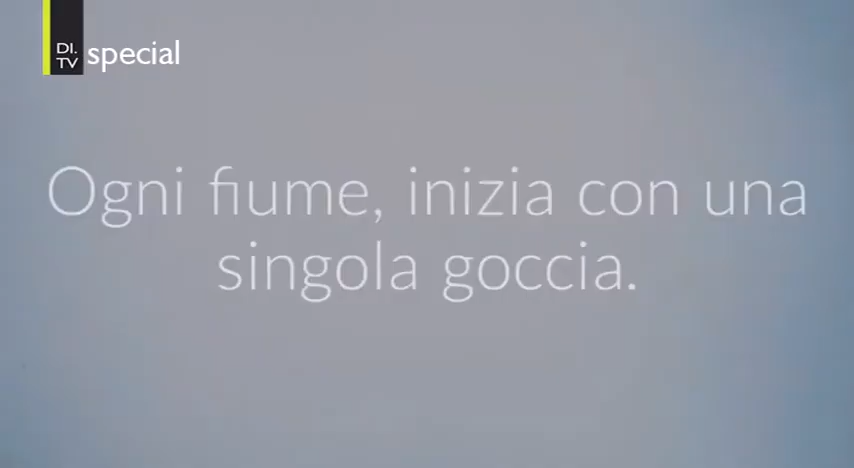 DI.
TV
special
Ogni fiume, inizia con una
singola goccia.